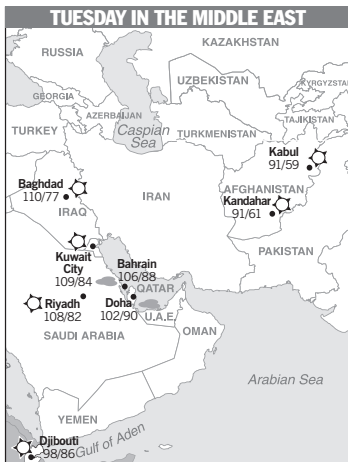 TUESDAY IN THE MIDDLE EAST
KAZAKHSTAN
RUSSIA
UZBEKISTAN
KYRGYZSTAN
GEORGIA
AZERBAIJAN
TAJIKISTAN
TURKEY
Caspian
Sea
TURKMENISTAN
Kabul
91/59
Baghdad
110/77
IRAQ
IRAN
AFGHANISTAN
Kandahar
91/61
PAKISTAN
Kuwait
City
109/84
Bahrain
106/88
QATAR
Riyadh
108/82
Doha
102/90
U.A.E.
SAUDI ARABIA
OMAN
Arabian Sea
YEMEN
Djibouti
98/86
Gulf of Aden